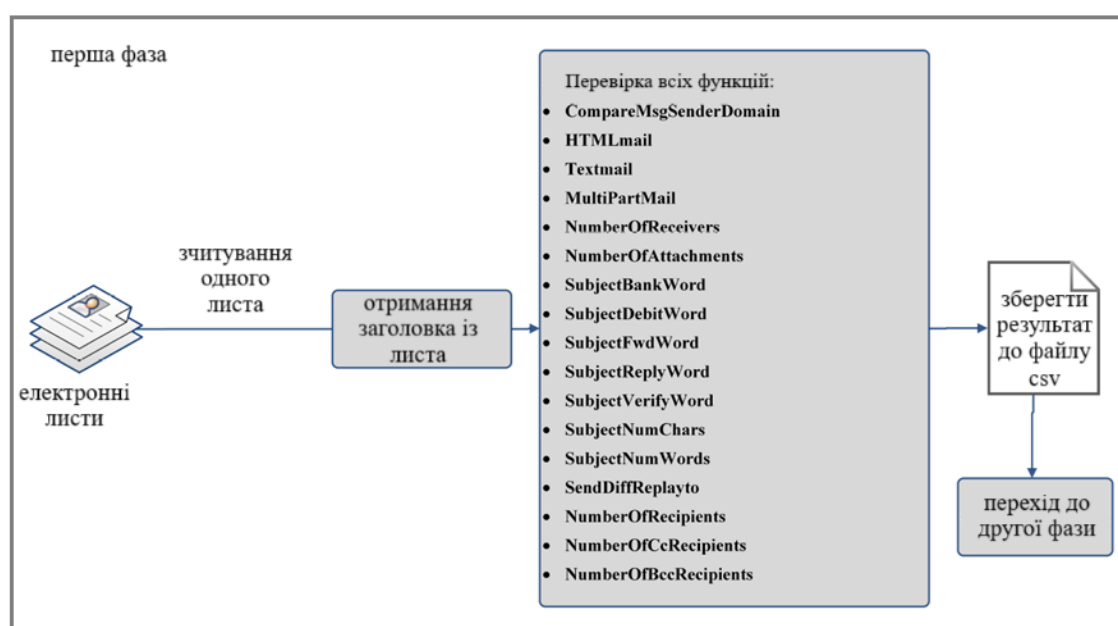 перша фаза
зчитування
одного
листа
електронні
листи
отримання
заголовка із
листа
Перевірка всіх функцій:
• CompareMsgSenderDomain
• HTMLmail
• Textmail
• MultiPartMail
• NumberOfReceivers
• NumberOfAttachments
• SubjectBankWord
• SubjectDebitWord
• SubjectFwdWord
• SubjectReplyWord
• SubjectVerifyWord
• SubjectNumChars
• SubjectNumWords
• SendDiffReplayto
• NumberOfRecipients
• NumberOfCcRecipients
• NumberOfBccRecipients
зберегти
результат
до файлу
csv
перехід до
другої фази